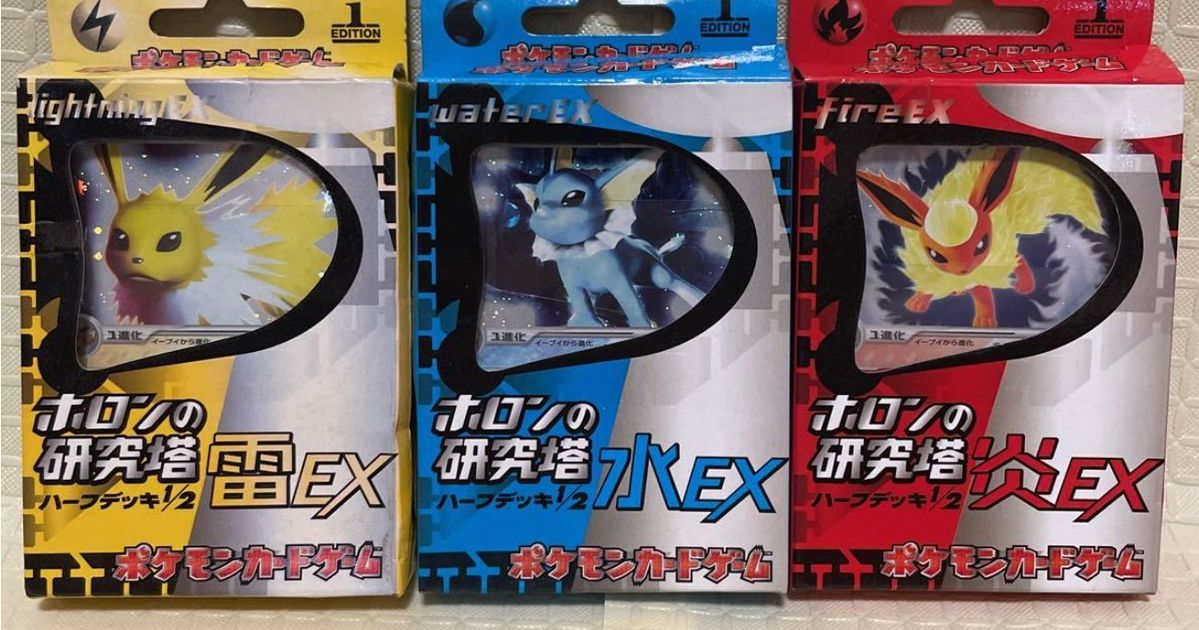 1
EDITION
ポケモンカードゲーム
lightning EX
1進化
イーブイから進化
ホロンの
研究塔
ハーフデッキ1/2
雷EX
ポケモンカードゲーム
1
EDITION
ポケモンカードゲーム
water EX
1進化
イーブイから進化
ホロンの
研究塔
ハーフデッキ1/2
水EX
ポケモンカードゲーム
1
EDITION
ポケモンカードゲーム
fire EX
1進化
イーブイから進化
ホロンの
研究塔
ハーフデッキ1/2
炎EX
ポケモンカードゲーム